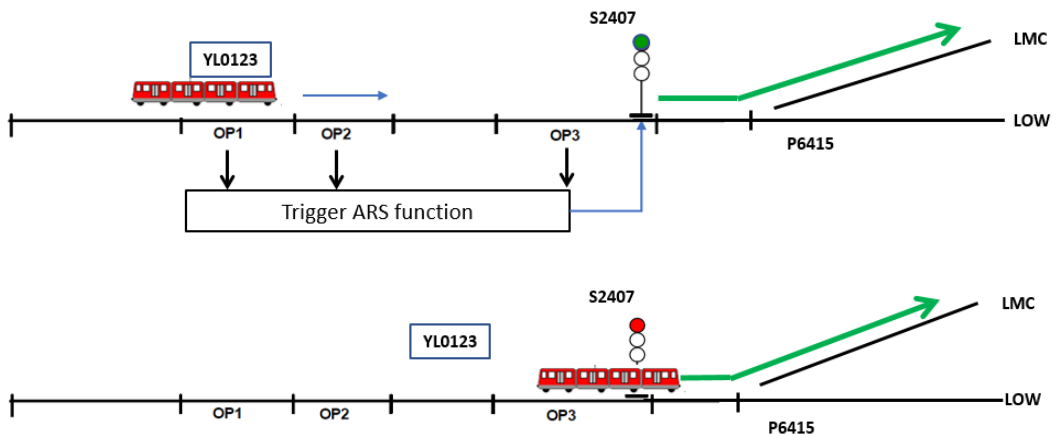 S2407
LMC
YL0123
LOW
OP1
OP2
OP3
P6415
Trigger ARS function
S2407
LMC
YL0123
LOW
OP1
OP2
OP3
P6415